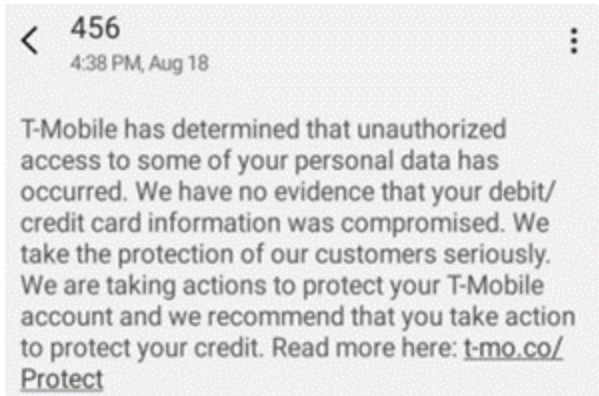 456
4:38 PM, Aug 18
T-Mobile has determined that unauthorized
access to some of your personal data has
occurred. We have no evidence that your debit/
credit card information was compromised. We
take the protection of our customers seriously.
We are taking actions to protect your T-Mobile
account and we recommend that you take action
to protect your credit. Read more here: t-mo.co/
Protect